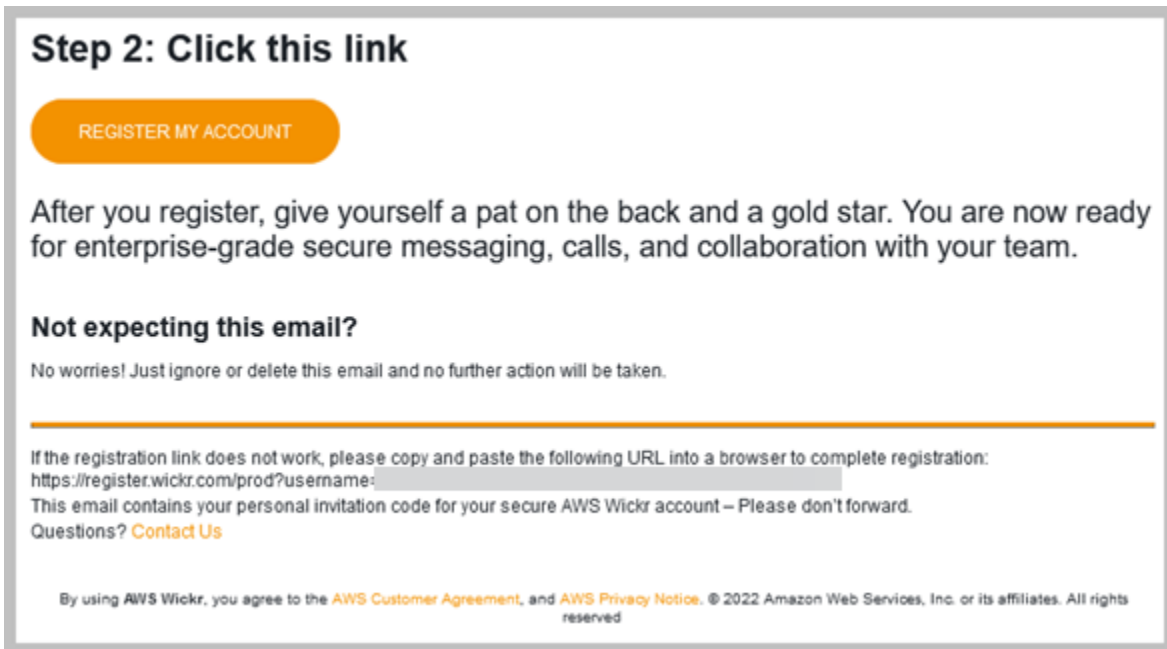 Step 2: Click this link
REGISTER MY ACCOUNT
After you register, give yourself a pat on the back and a gold star. You are now ready
for enterprise-grade secure messaging, calls, and collaboration with your team.
Not expecting this email?
No worries! Just ignore or delete this email and no further action will be taken.
If the registration link does not work, please copy and paste the following URL into a browser to complete registration:
https://register.wickr.com/prod?username=
This email contains your personal invitation code for your secure AWS Wickr account – Please don't forward.
Questions? Contact Us
By using AWS Wickr, you agree to the AWS Customer Agreement, and AWS Privacy Notice. © 2022 Amazon Web Services, Inc. or its affiliates. All rights
reserved